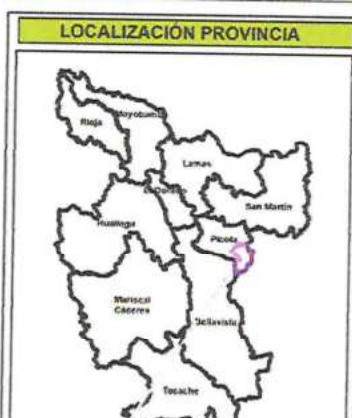 LOCALIZACIÓN PROVINCIA
Moyobamba
Rioja
Lamas
El Dorado
San Martín
Huallaga
Picota
Mariscal
Cáceres
Bellavista
Tocache